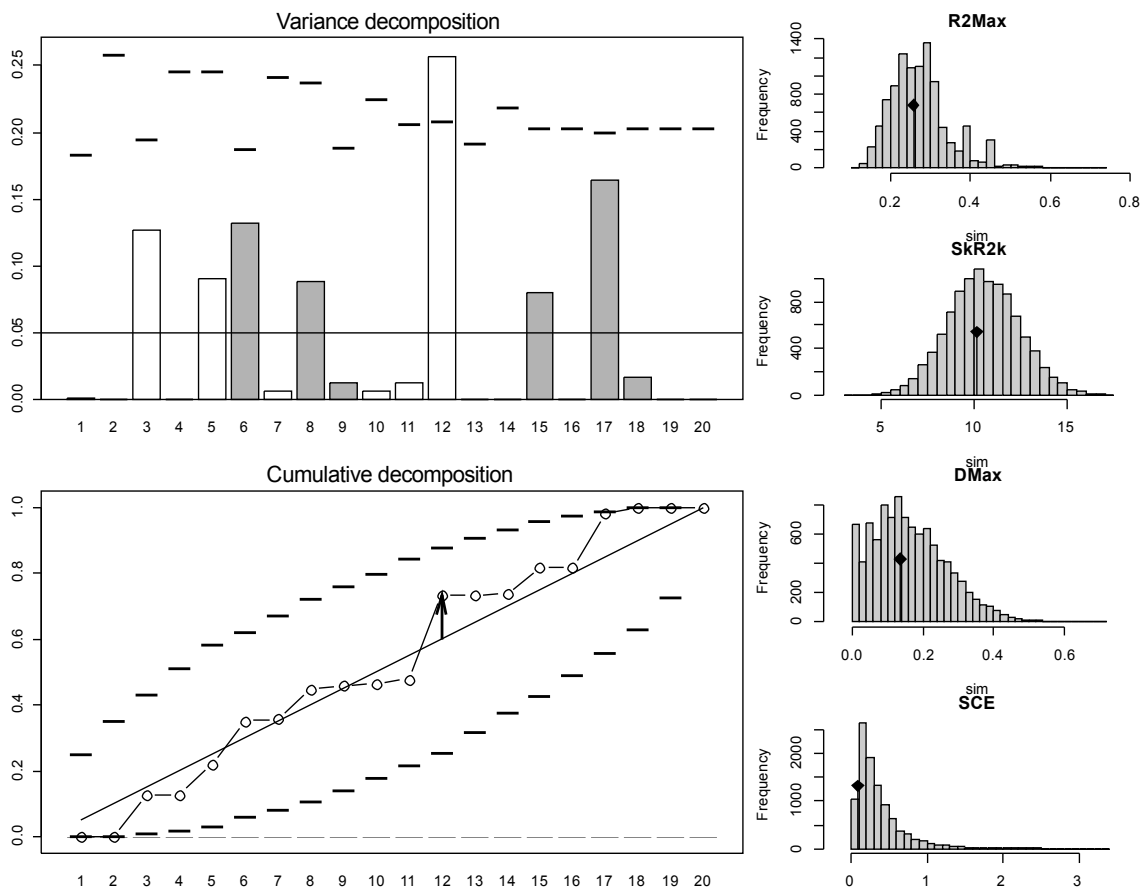 Variance decomposition
0.25
0.20
0.15
0.10
0.05
0.00
1 2 3 4 5 6 7 8 9 10 11 12 13 14 15 16 17 18 19 20
Cumulative decomposition
1.0
0.8
0.6
0.4
0.2
0.0
1 2 3 4 5 6 7 8 9 10 11 12 13 14 15 16 17 18 19 20
R2Max
Frequency
1400
800
400
0
0.2 0.4 0.6 0.8
sim
SkR2k
Frequency
800
400
0
5 10 15
sim
DMax
Frequency
600
200
0
0.0 0.2 0.4 0.6
sim
SCE
Frequency
2000
1000
0
0 1 2 3